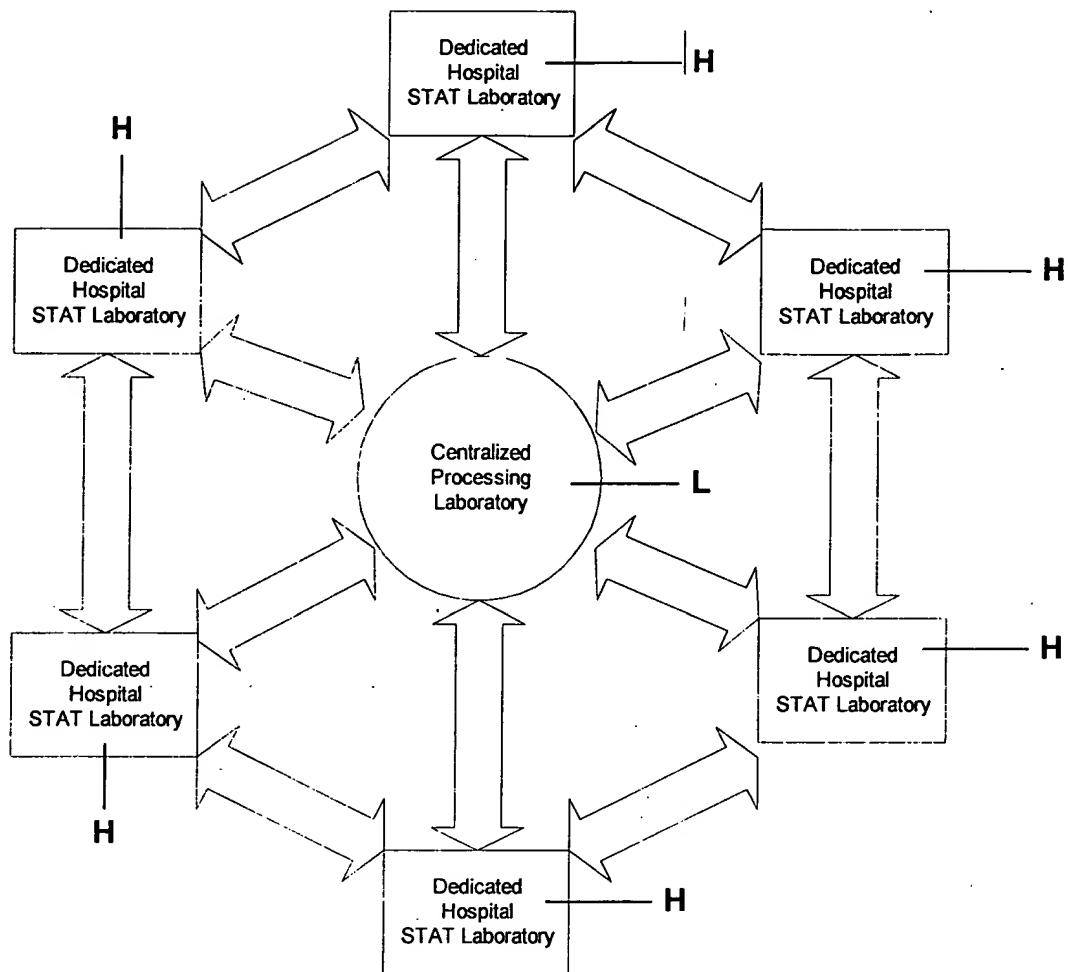 Dedicated
Hospital
STAT Laboratory
H
H
Dedicated
Hospital
STAT Laboratory
Dedicated
Hospital
STAT Laboratory
H
Centralized
Processing
Laboratory
L
Dedicated
Hospital
STAT Laboratory
H
Dedicated
Hospital
STAT Laboratory
H
Dedicated
Hospital
STAT Laboratory
H